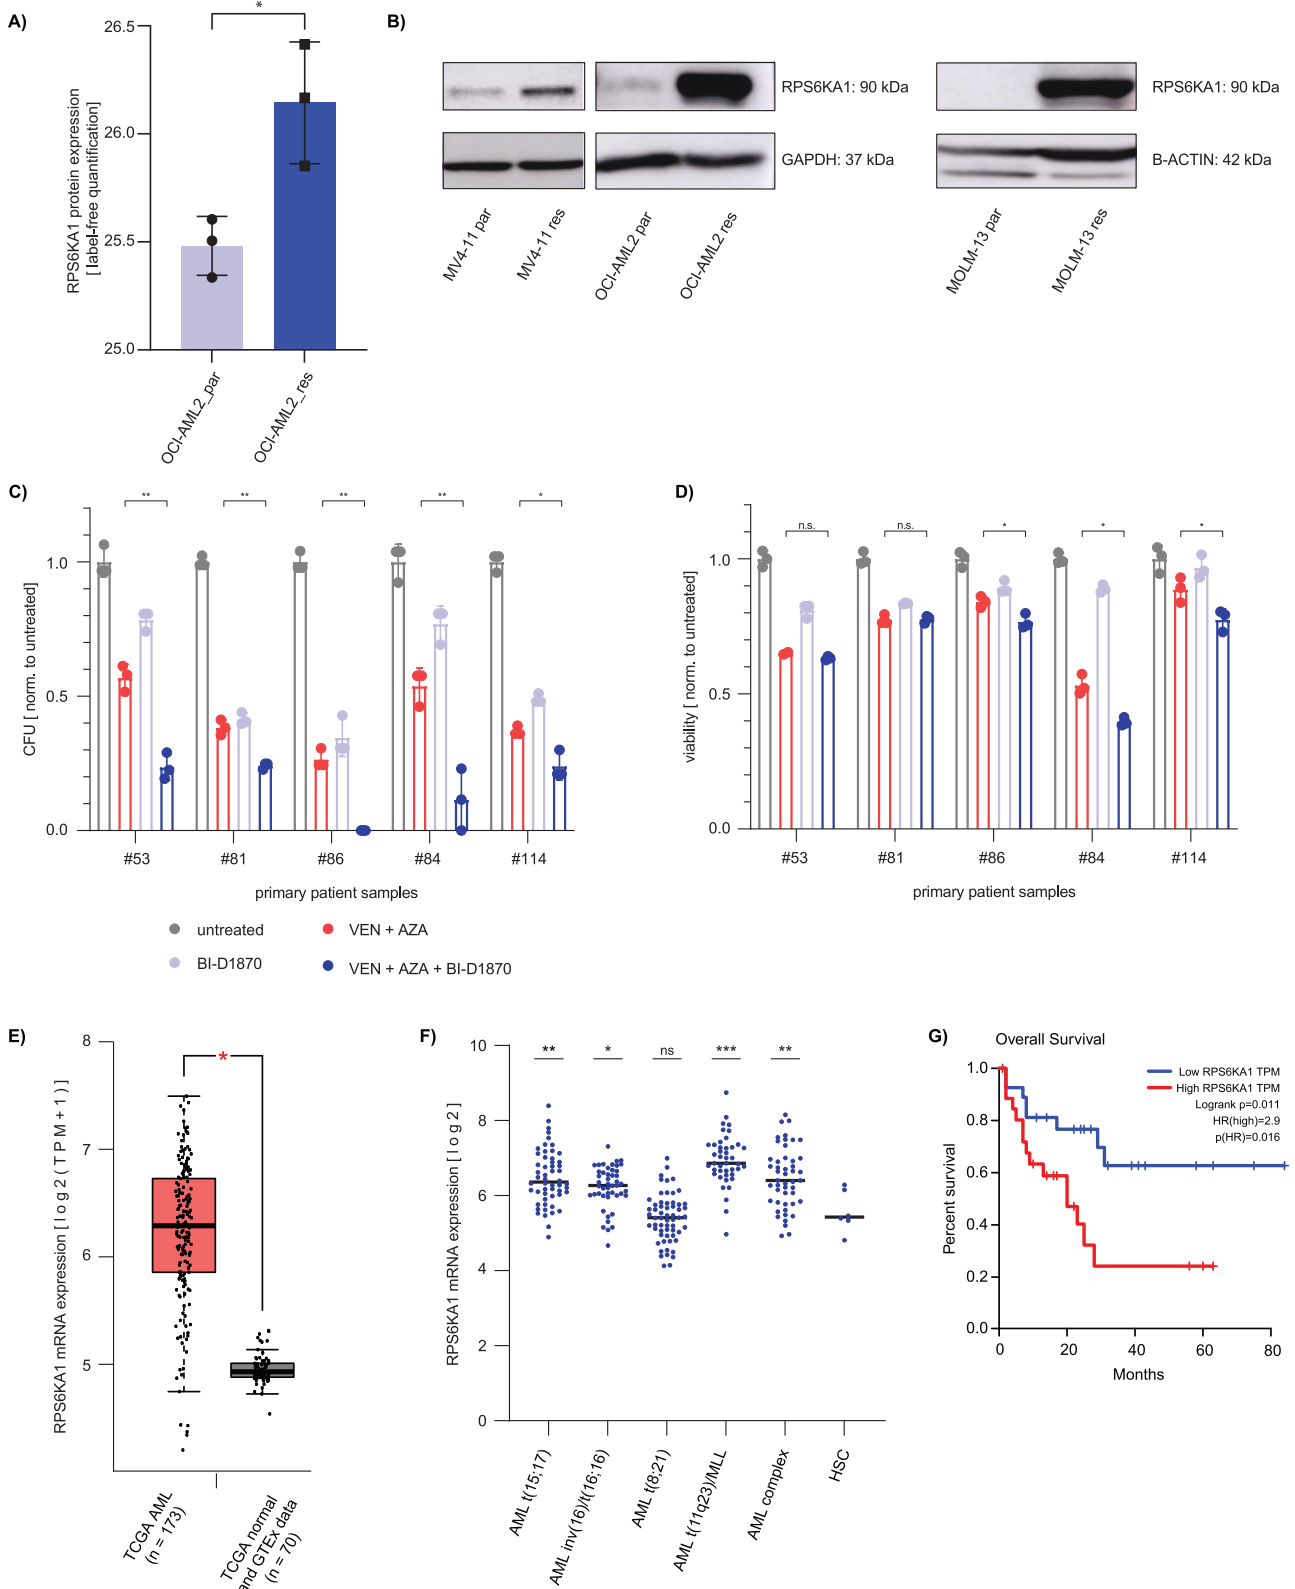 A)
*
26.5
26.0
25.5
25.0
RPS6KA1 protein expression
[ label-free quantification]
OCI-AML2_par
OCI-AML2_res
B)
RPS6KA1: 90 kDa
GAPDH: 37 kDa
MV4-11 par
MV4-11 res
OCI-AML2 par
OCI-AML2 res
RPS6KA1: 90 kDa
B-ACTIN: 42 kDa
MOLM-13 par
MOLM-13 res
C)
** ** ** ** *
1.0
0.5
0.0
CFU [ norm. to untreated]
#53 #81 #86 #84 #114
primary patient samples
D)
n.s. n.s. * * *
1.0
0.5
0.0
viability [ norm. to untreated]
#53 #81 #86 #84 #114
primary patient samples
untreated
VEN + AZA
BI-D1870
VEN + AZA + BI-D1870
E)
*
8
7
6
5
RPS6KA1 mRNA expression [ l o g 2 ( T P M + 1 ) ]
TCGA AML
(n = 173)
TCGA normal
and GTEx data
(n = 70)
F)
** * ns *** **
10
8
6
4
2
0
RPS6KA1 mRNA expression [ l o g 2 ]
AML t(15;17)
AML inv(16)/t(16;16)
AML t(8;21)
AML t(11q23)/MLL
AML complex
HSC
G)
Overall Survival
Low RPS6KA1 TPM
High RPS6KA1 TPM
Logrank p=0.011
HR(high)=2.9
p(HR)=0.016
1.0
0.8
0.6
0.4
0.2
0.0
Percent survival
0 20 40 60 80
Months